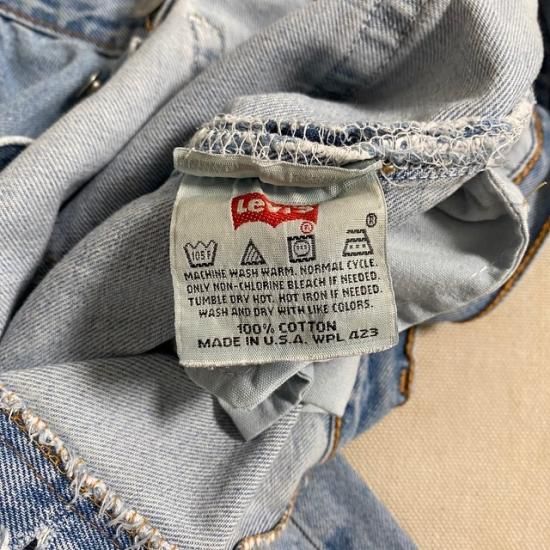 Levi's
®
®
105F
MACHINE WASH WARM. NORMAL CYCLE.
ONLY NON-CHLORINE BLEACH IF NEEDED.
TUMBLE DRY HOT, HOT IRON IF NEEDED.
WASH AND DRY WITH LIKE COLORS.
100% COTTON
MADE IN U.S.A. WPL 423